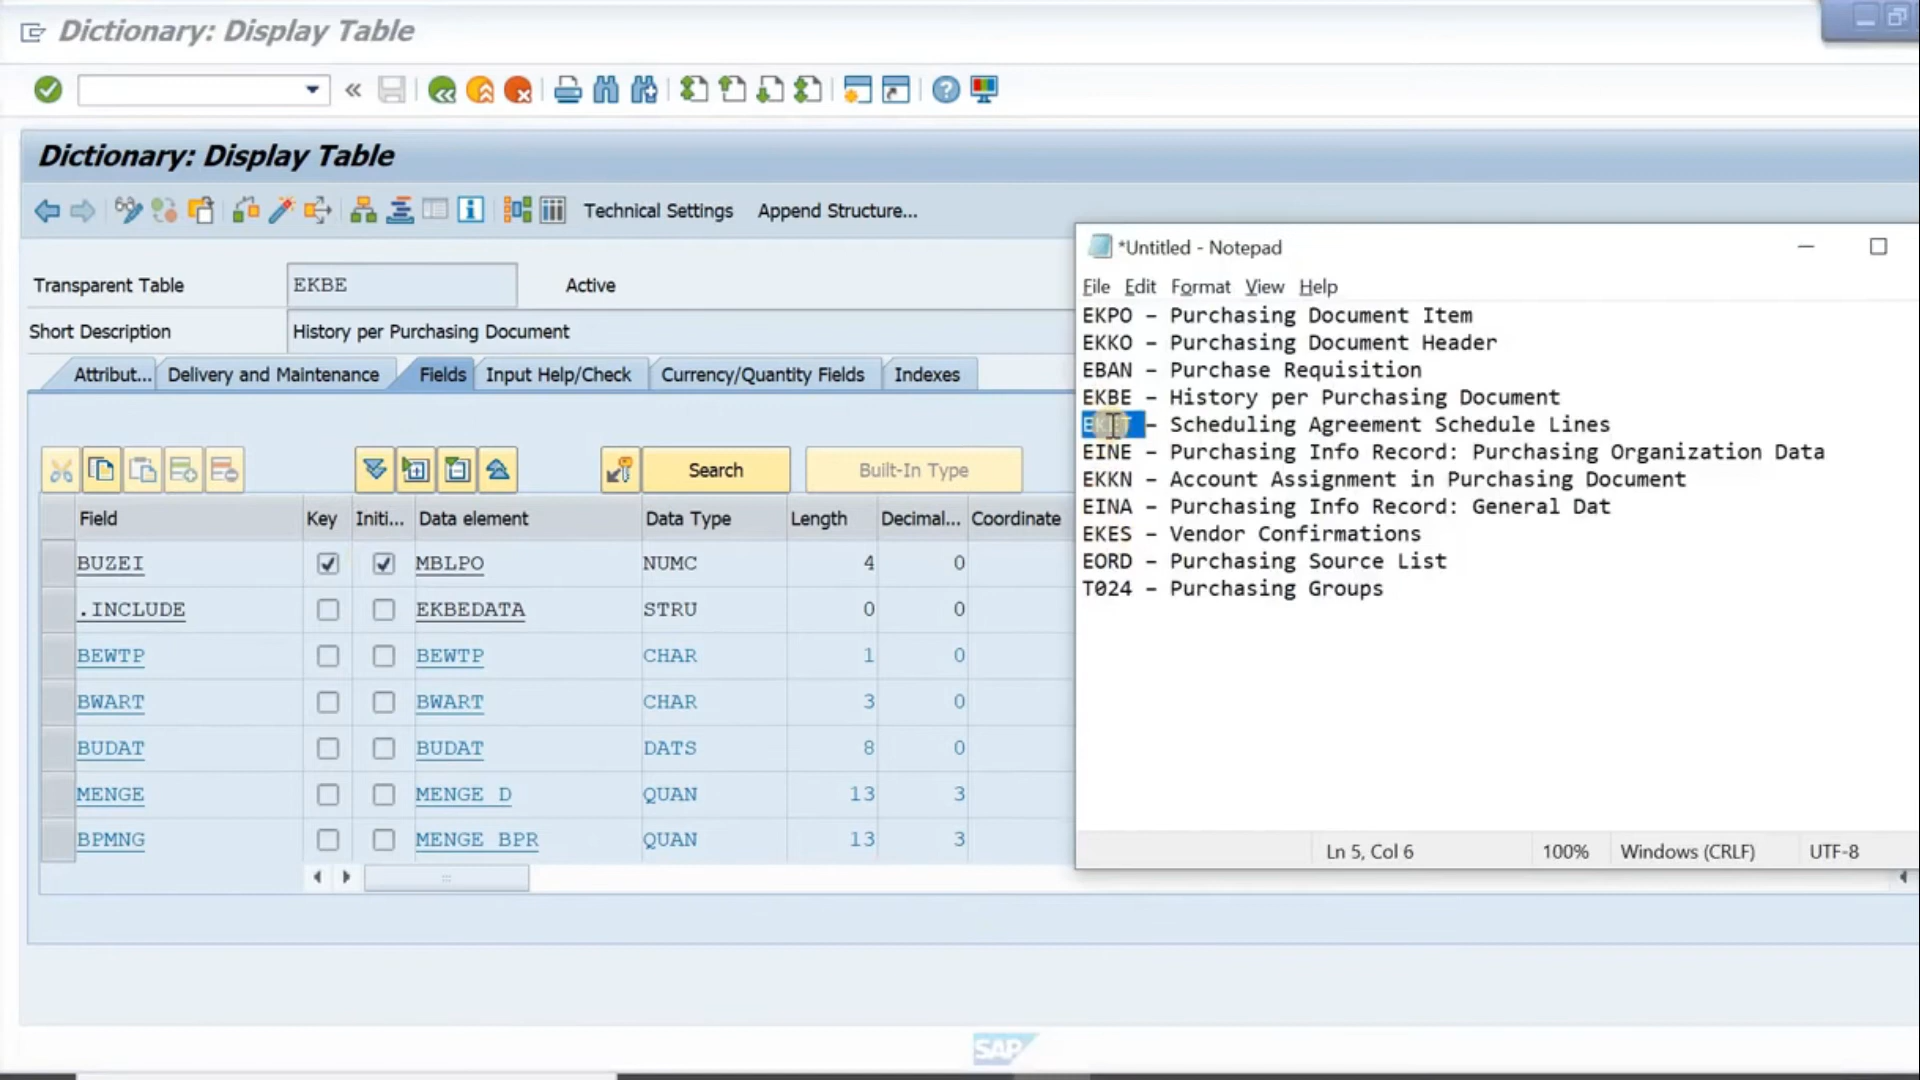 Dictionary: Display Table
Dictionary: Display Table
Technical Settings Append Structure...
Transparent Table EKBE Active
Short Description History per Purchasing Document
Attribut... Delivery and Maintenance Fields Input Help/Check Currency/Quantity Fields Indexes
Search Built-In Type
Field Key Initi... Data element Data Type Length Decimal... Coordinate
BUZEI MBLPO NUMC 4 0
.INCLUDE EKBEDATA STRU 0 0
BEWTP BEWTP CHAR 1 0
BWART BWART CHAR 3 0
BUDAT BUDAT DATS 8 0
MENGE MENGE_D QUAN 13 3
BPMNG MENGE_BPR QUAN 13 3
SAP
*Untitled - Notepad
File Edit Format View Help
EKPO - Purchasing Document Item
EKKO - Purchasing Document Header
EBAN - Purchase Requisition
EKBE - History per Purchasing Document
EKET - Scheduling Agreement Schedule Lines
EINE - Purchasing Info Record: Purchasing Organization Data
EKKN - Account Assignment in Purchasing Document
EINA - Purchasing Info Record: General Dat
EKES - Vendor Confirmations
EORD - Purchasing Source List
T024 - Purchasing Groups
Ln 5, Col 6 100% Windows (CRLF) UTF-8